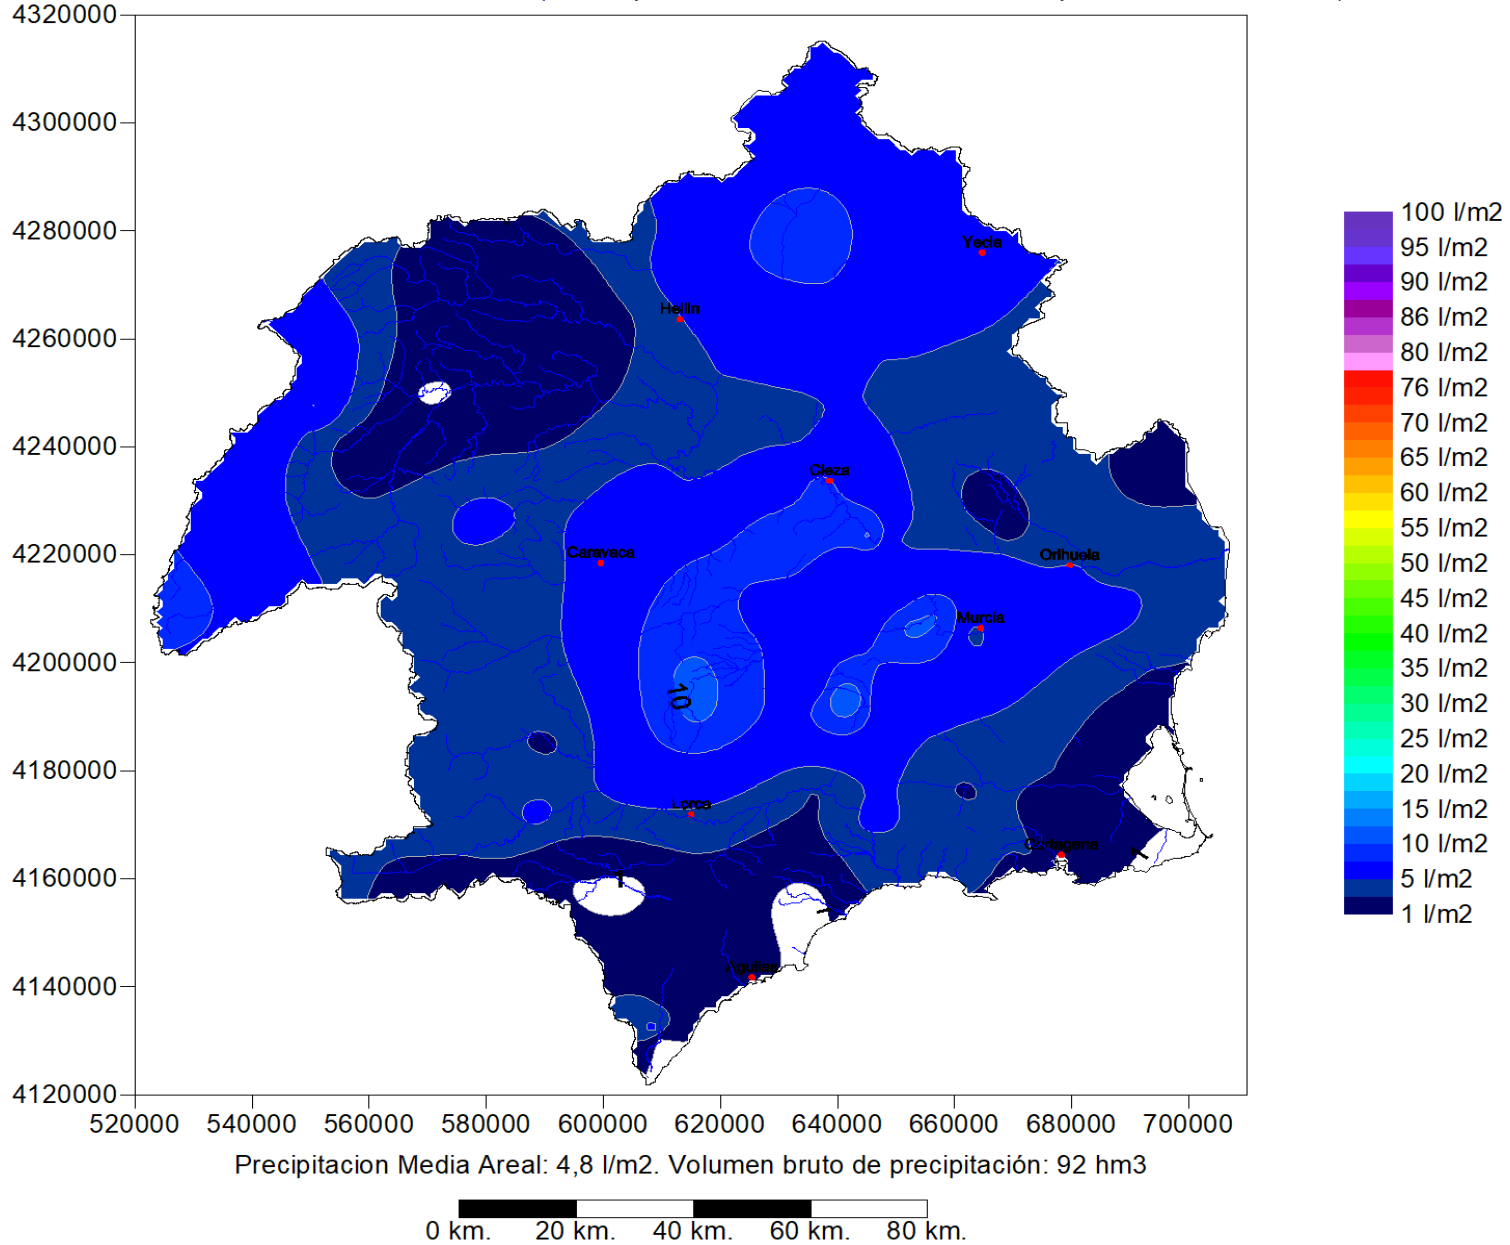 4320000
4300000
4280000
4260000
4240000
4220000
4200000
4180000
4160000
4140000
4120000
520000 540000 560000 580000 600000 620000 640000 660000 680000 700000
Yecla
Hellin
Cieza
Caravaca
Orihuela
Murcia
10
Lorca
Cartagena
1
1
1
Aguilas
100 l/m2
95 l/m2
90 l/m2
86 l/m2
80 l/m2
76 l/m2
70 l/m2
65 l/m2
60 l/m2
55 l/m2
50 l/m2
45 l/m2
40 l/m2
35 l/m2
30 l/m2
25 l/m2
20 l/m2
15 l/m2
10 l/m2
5 l/m2
1 l/m2
Precipitacion Media Areal: 4,8 l/m2. Volumen bruto de precipitación: 92 hm3
0 km. 20 km. 40 km. 60 km. 80 km.